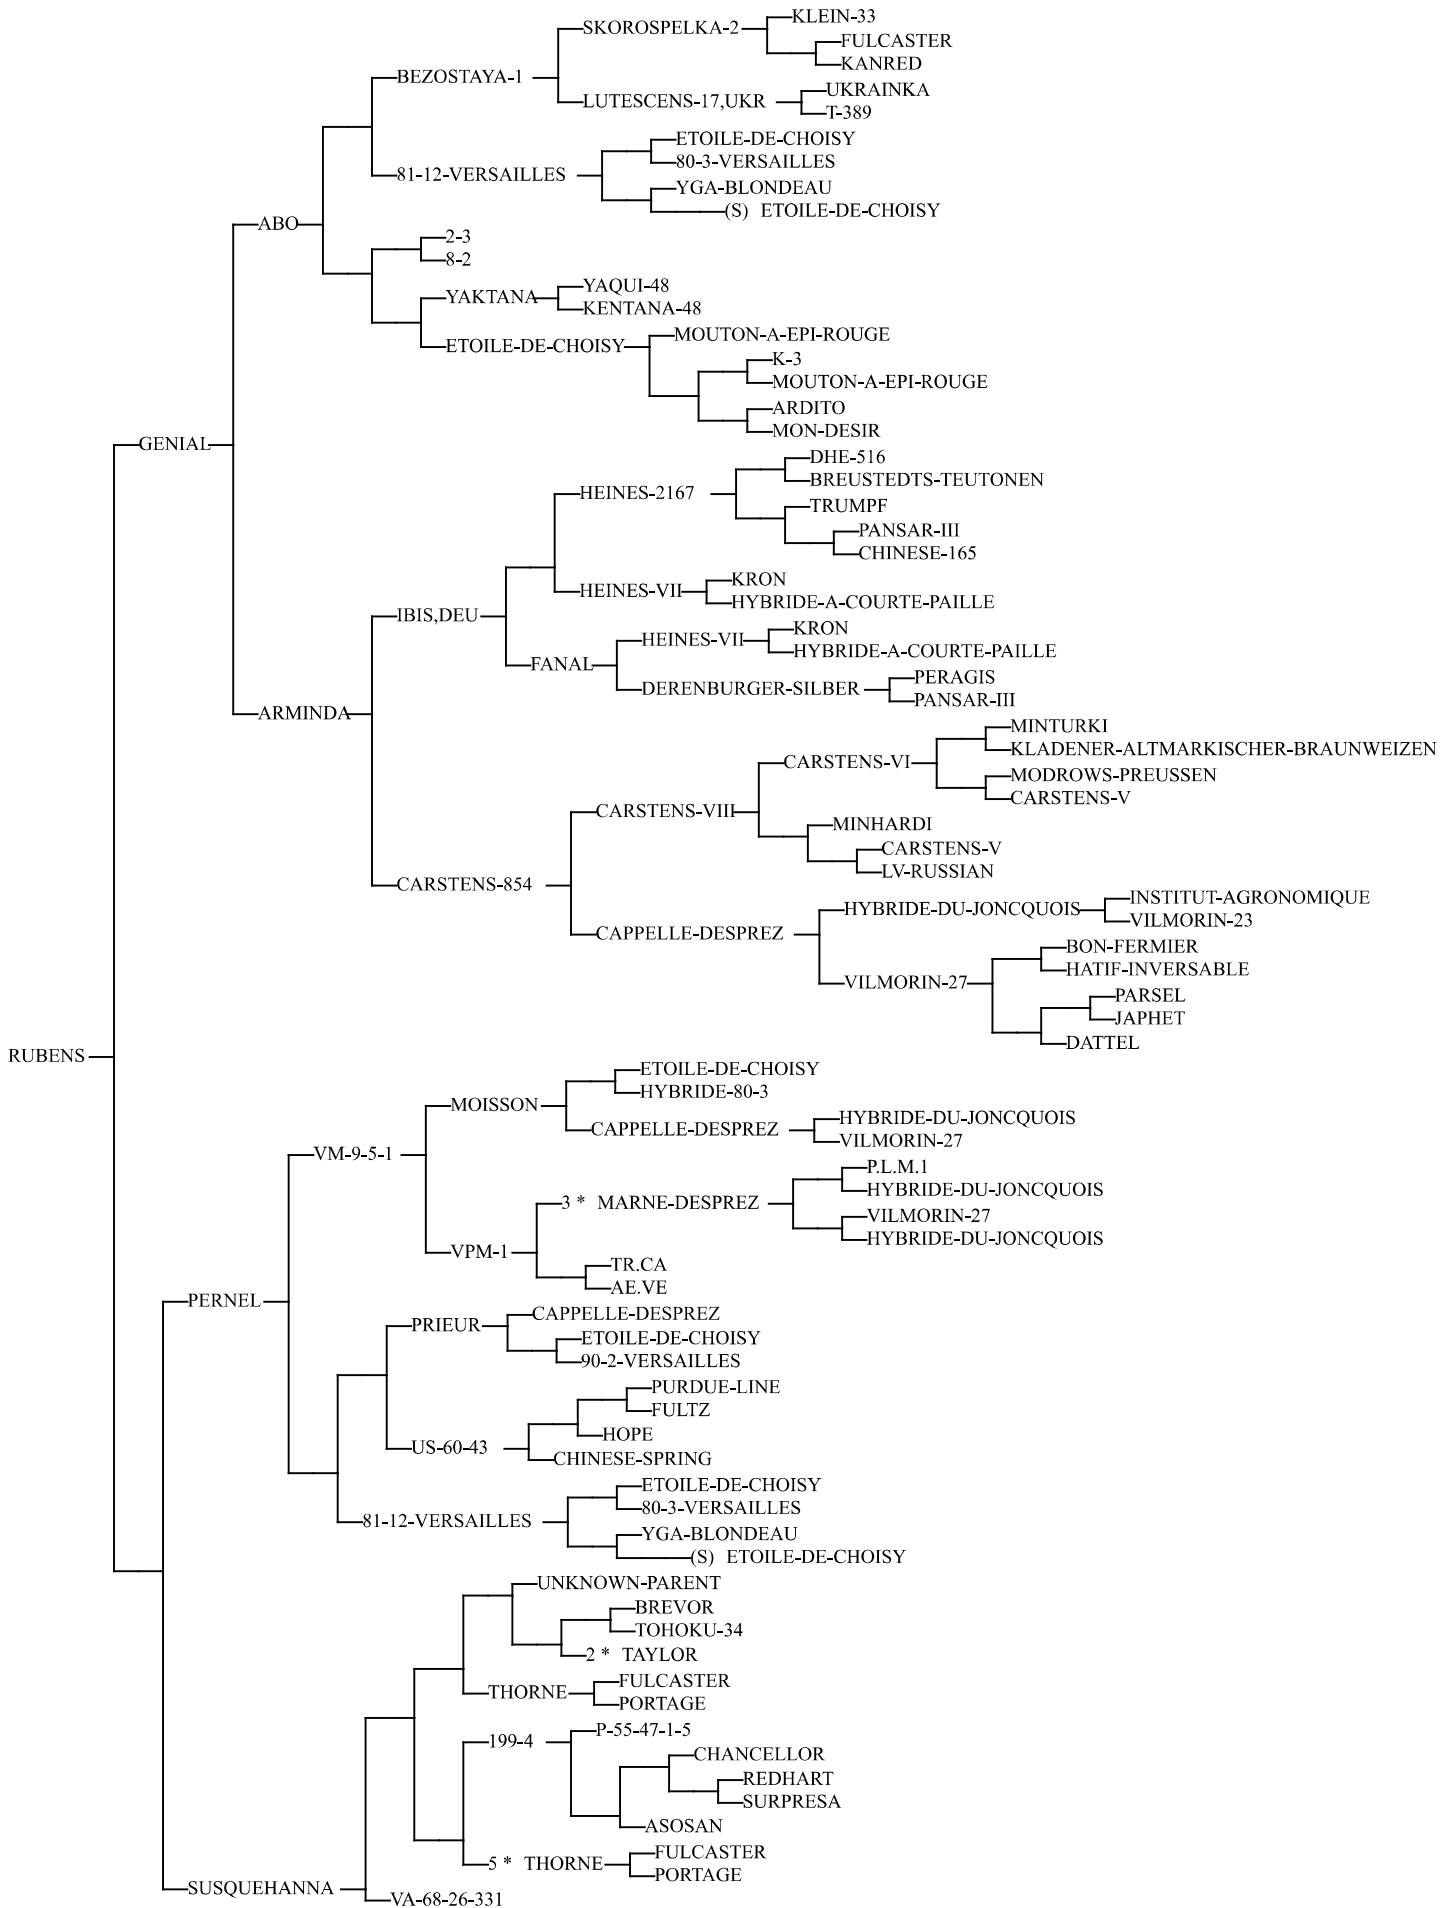 KLEIN-33
SKOROSPELKA-2
FULCASTER
KANRED
BEZOSTAYA-1
UKRAINKA
LUTESCENS-17,UKR
T-389
ETOILE-DE-CHOISY
80-3-VERSAILLES
81-12-VERSAILLES
YGA-BLONDEAU
(S) ETOILE-DE-CHOISY
ABO
2-3
8-2
YAQUI-48
YAKTANA
KENTANA-48
MOUTON-A-EPI-ROUGE
ETOILE-DE-CHOISY
K-3
MOUTON-A-EPI-ROUGE
ARDITO
MON-DESIR
GENIAL
DHE-516
BREUSTEDTS-TEUTONEN
HEINES-2167
TRUMPF
PANSAR-III
CHINESE-165
KRON
HEINES-VII
HYBRIDE-A-COURTE-PAILLE
IBIS,DEU
KRON
HEINES-VII
HYBRIDE-A-COURTE-PAILLE
FANAL
PERAGIS
DERENBURGER-SILBER
PANSAR-III
ARMINDA
MINTURKI
KLADENER-ALTMARKISCHER-BRAUNWEIZEN
CARSTENS-VI
MODROWS-PREUSSEN
CARSTENS-V
CARSTENS-VIII
MINHARDI
CARSTENS-V
LV-RUSSIAN
CARSTENS-854
INSTITUT-AGRONOMIQUE
HYBRIDE-DU-JONCQUOIS
VILMORIN-23
CAPPELLE-DESPREZ
BON-FERMIER
HATIF-INVERSABLE
VILMORIN-27
PARSEL
JAPHET
DATTEL
RUBENS
ETOILE-DE-CHOISY
HYBRIDE-80-3
MOISSON
HYBRIDE-DU-JONCQUOIS
CAPPELLE-DESPREZ
VILMORIN-27
VM-9-5-1
P.L.M.1
HYBRIDE-DU-JONCQUOIS
3 * MARNE-DESPREZ
VILMORIN-27
HYBRIDE-DU-JONCQUOIS
VPM-1
TR.CA
AE.VE
PERNEL
CAPPELLE-DESPREZ
PRIEUR
ETOILE-DE-CHOISY
90-2-VERSAILLES
PURDUE-LINE
FULTZ
HOPE
US-60-43
CHINESE-SPRING
ETOILE-DE-CHOISY
80-3-VERSAILLES
81-12-VERSAILLES
YGA-BLONDEAU
(S) ETOILE-DE-CHOISY
UNKNOWN-PARENT
BREVOR
TOHOKU-34
2 * TAYLOR
FULCASTER
THORNE
PORTAGE
P-55-47-1-5
199-4
CHANCELLOR
REDHART
SURPRESA
ASOSAN
FULCASTER
5 * THORNE
PORTAGE
SUSQUEHANNA
VA-68-26-331